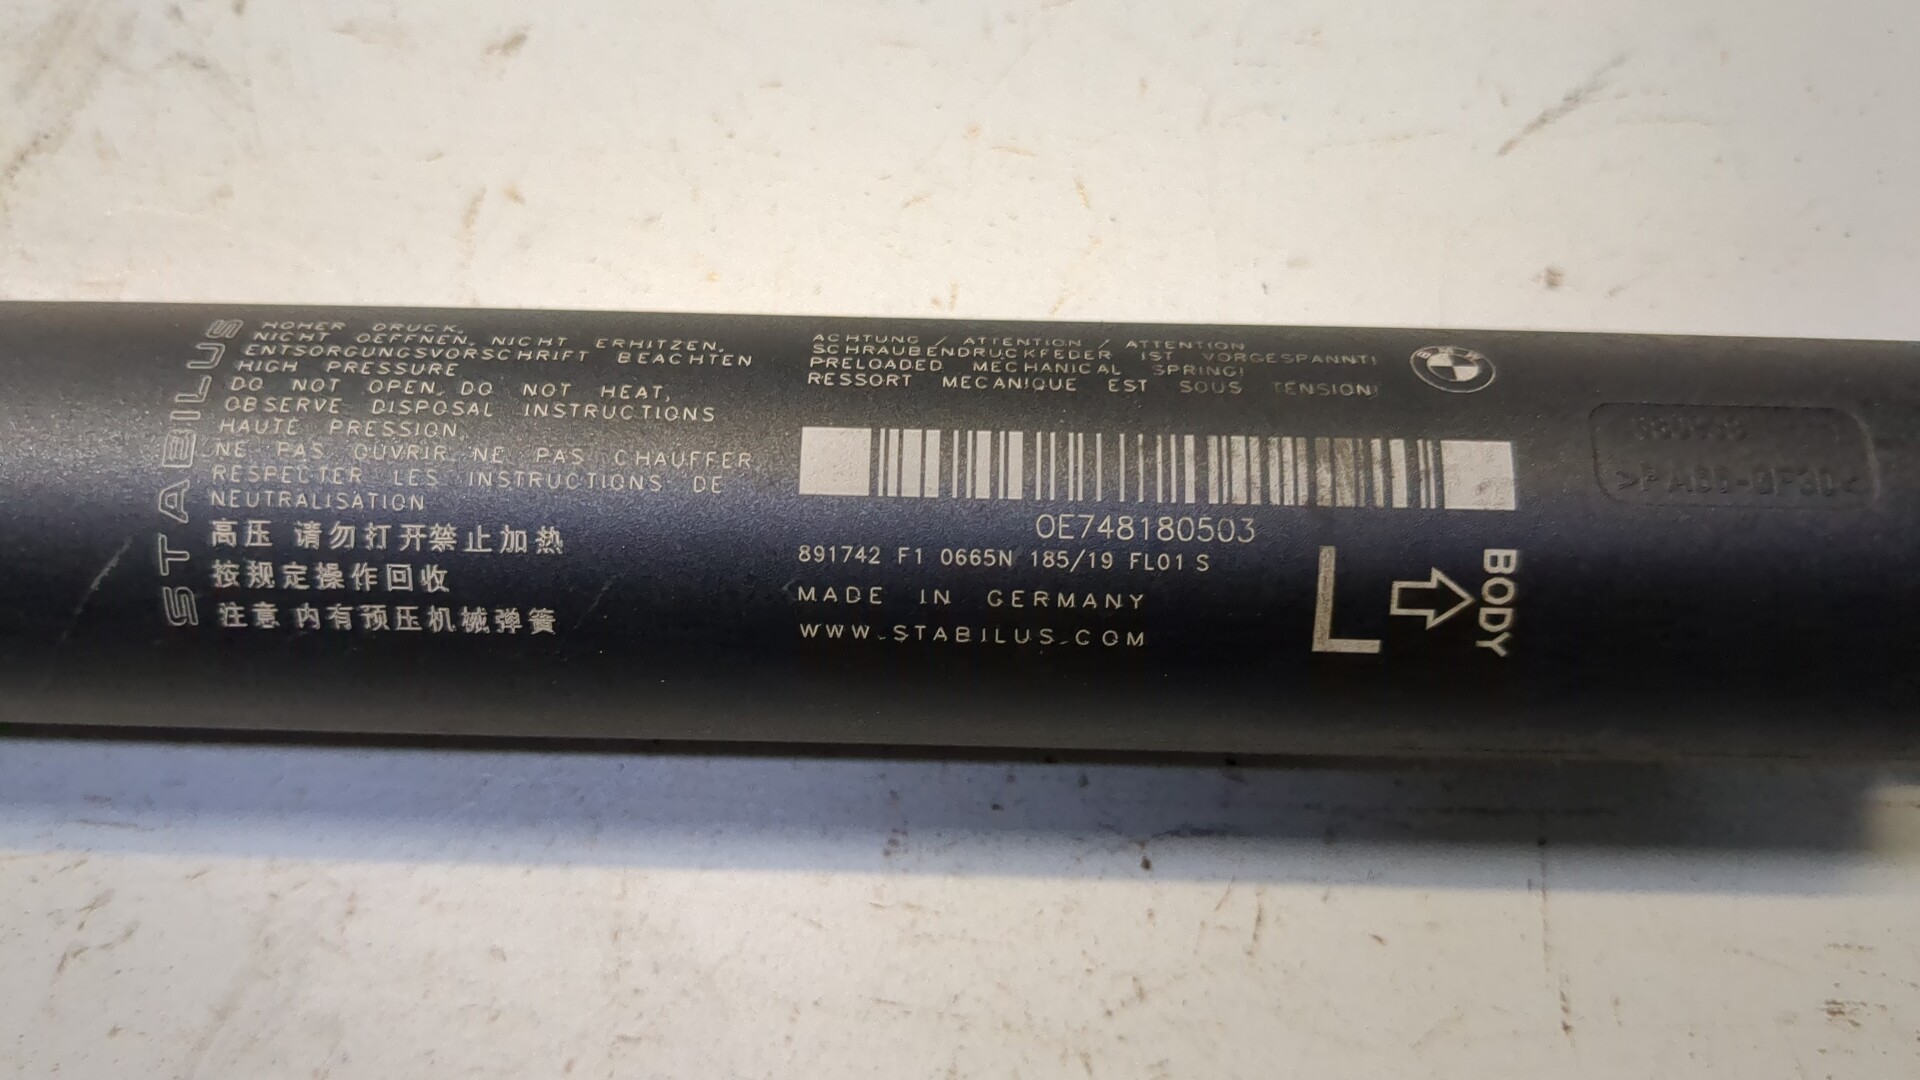 STABILUS
HOHER DRUCK,
NICHT OEFFNEN, NICHT ERHITZEN,
ENTSORGUNGSVORSCHRIFT BEACHTEN
HIGH PRESSURE
DO NOT OPEN, DO NOT HEAT,
OBSERVE DISPOSAL INSTRUCTIONS
HAUTE PRESSION,
NE PAS OUVRIR, NE PAS CHAUFFER
RESPECTER LES INSTRUCTIONS DE
NEUTRALISATION
高压 请勿打开禁止加热
按规定操作回收
注意 内有预压机械弹簧
ACHTUNG / ATTENTION / ATTENTION
SCHRAUBENDRUCKFEDER IST VORGESPANNT!
PRELOADED MECHANICAL SPRING!
RESSORT MECANIQUE EST SOUS TENSION!
BMW
0E748180503
891742 F1 0665N 185/19 FL01 S
MADE IN GERMANY
WWW.STABILUS.COM
L
BODY